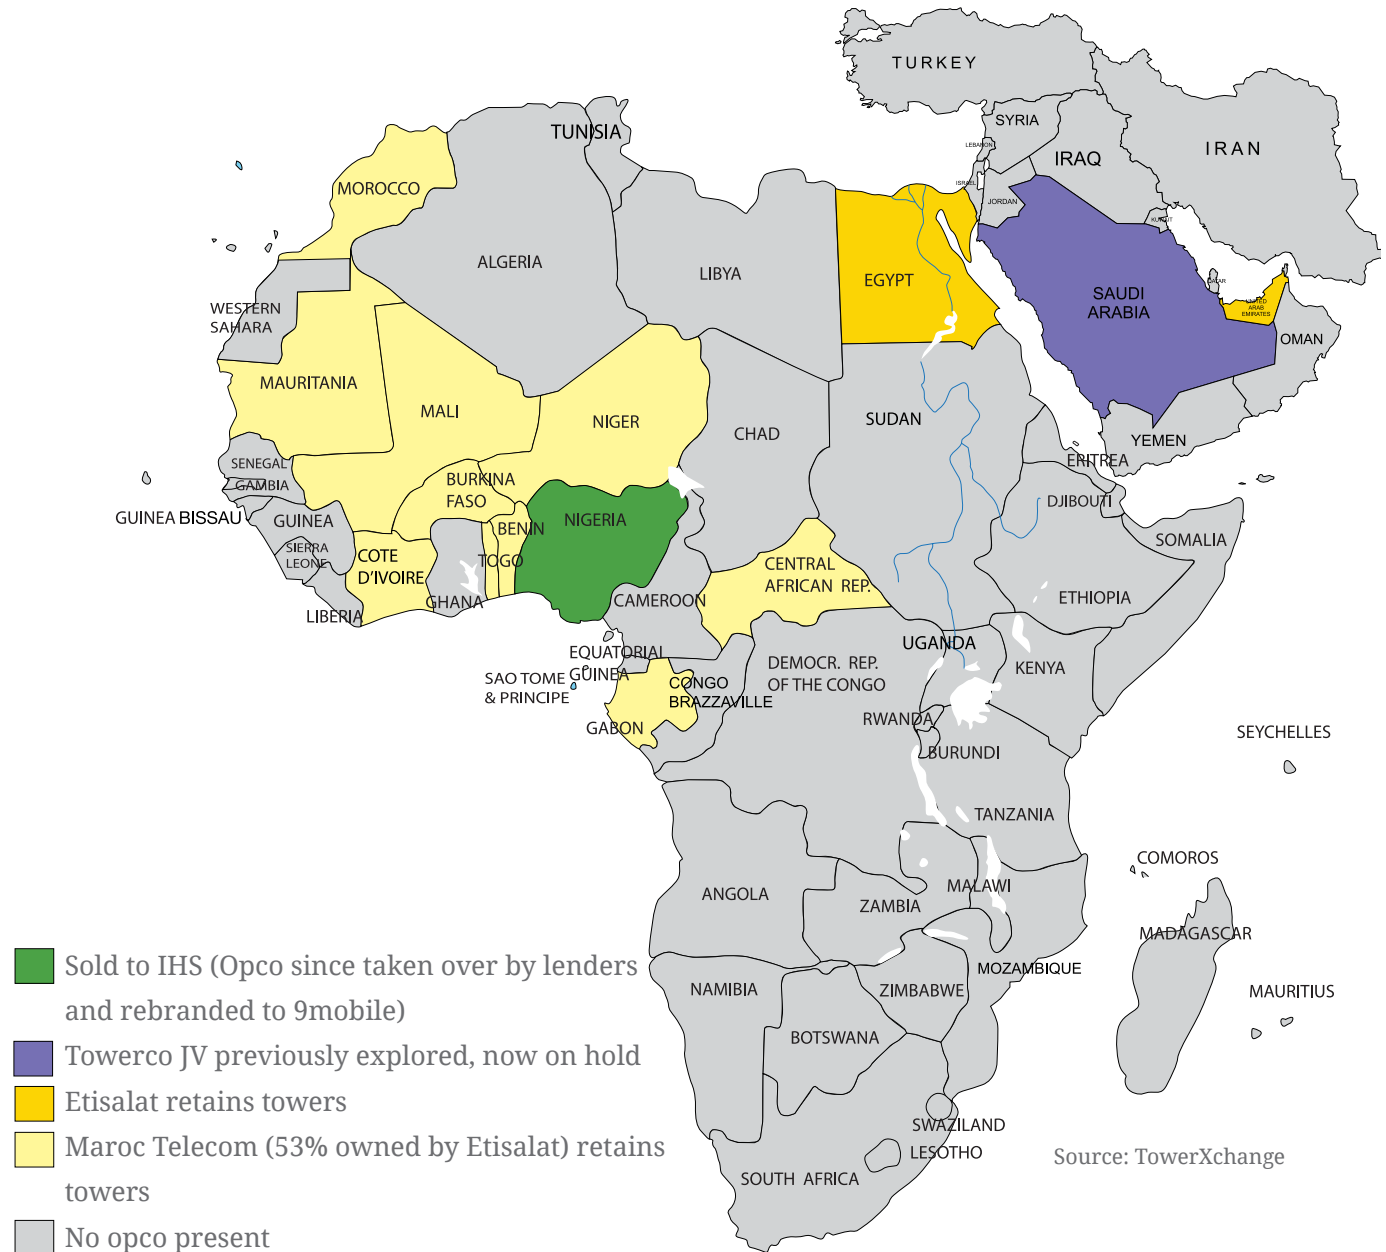 TURKEY
SYRIA
LEBANON
IRAQ
IRAN
ISRAEL
JORDAN
KUWAIT
TUNISIA
MOROCCO
ALGERIA
LIBYA
EGYPT
SAUDI
ARABIA
QATAR
UNITED
ARAB
EMIRATES
OMAN
WESTERN
SAHARA
MAURITANIA
MALI
NIGER
CHAD
SUDAN
YEMEN
ERITREA
SENEGAL
GAMBIA
BURKINA
FASO
DJIBOUTI
GUINEA BISSAU
GUINEA
NIGERIA
BENIN
SOMALIA
SIERRA
LEONE
COTE
D'IVOIRE
TOGO
CENTRAL
AFRICAN REP.
LIBERIA
GHANA
CAMEROON
ETHIOPIA
UGANDA
KENYA
EQUATORIAL
GUINEA
SAO TOME
& PRINCIPE
CONGO
BRAZZAVILLE
DEMOCR. REP.
OF THE CONGO
GABON
RWANDA
BURUNDI
SEYCHELLES
TANZANIA
COMOROS
ANGOLA
MALAWI
ZAMBIA
MADAGASCAR
MOZAMBIQUE
NAMIBIA
ZIMBABWE
MAURITIUS
BOTSWANA
SWAZILAND
LESOTHO
SOUTH AFRICA
Sold to IHS (Opco since taken over by lenders
and rebranded to 9mobile)
Towerco JV previously explored, now on hold
Etisalat retains towers
Maroc Telecom (53% owned by Etisalat) retains
towers
No opco present
Source: TowerXchange